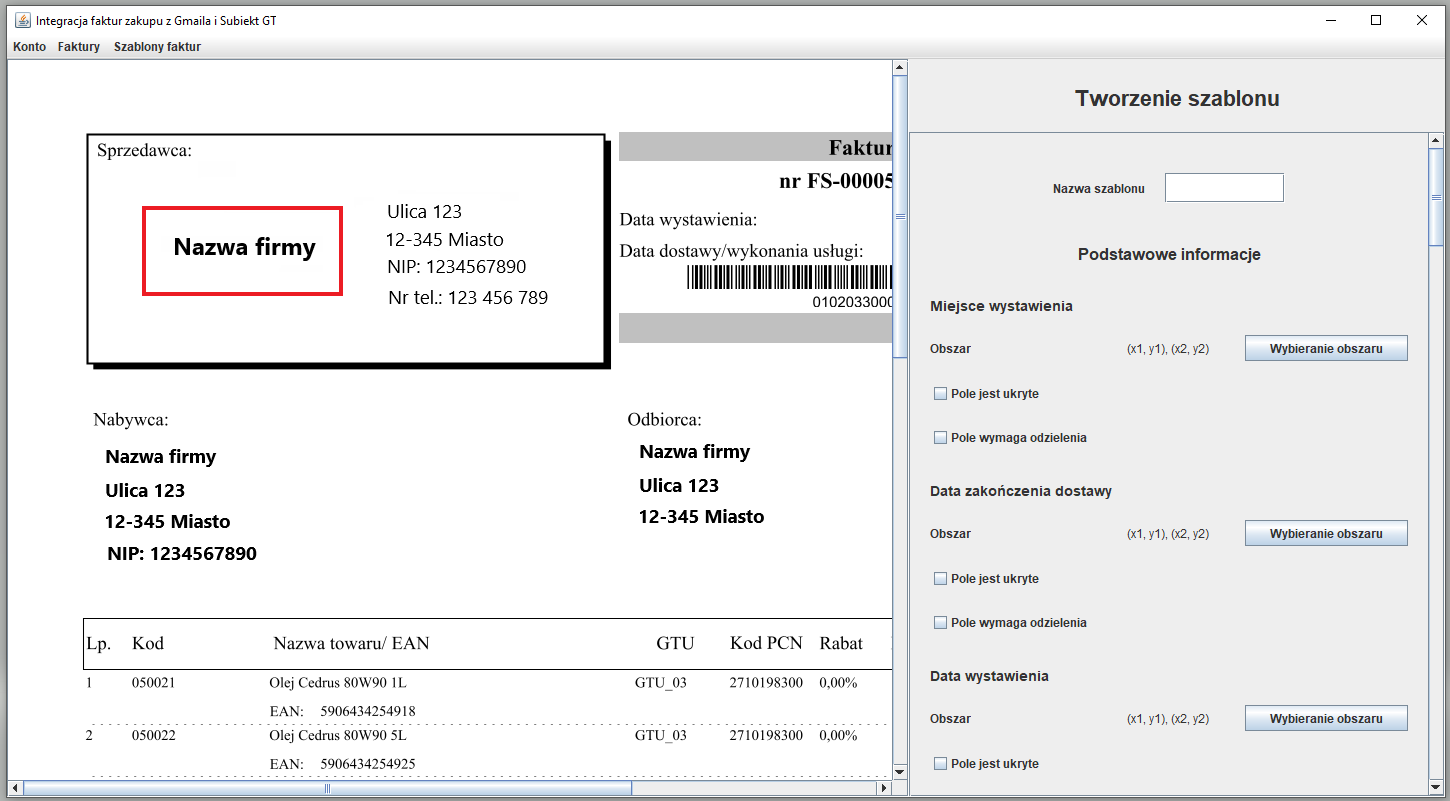 Integracja faktur zakupu z Gmaila i Subiekt GT
Konto Faktury Szablony faktur
Sprzedawca:
Nazwa firmy
Ulica 123
12-345 Miasto
NIP: 1234567890
Nr tel.: 123 456 789
Faktur
nr FS-00005
Data wystawienia:
Data dostawy/wykonania usługi:
0102033000
Nabywca:
Nazwa firmy
Ulica 123
12-345 Miasto
NIP: 1234567890
Odbiorca:
Nazwa firmy
Ulica 123
12-345 Miasto
Lp. Kod Nazwa towaru/ EAN GTU Kod PCN Rabat
1 050021 Olej Cedrus 80W90 1L GTU_03 2710198300 0,00%
EAN: 5906434254918
2 050022 Olej Cedrus 80W90 5L GTU_03 2710198300 0,00%
EAN: 5906434254925
Tworzenie szablonu
Nazwa szablonu
Podstawowe informacje
Miejsce wystawienia
Obszar (x1, y1), (x2, y2) Wybieranie obszaru
Pole jest ukryte
Pole wymaga odzielenia
Data zakończenia dostawy
Obszar (x1, y1), (x2, y2) Wybieranie obszaru
Pole jest ukryte
Pole wymaga odzielenia
Data wystawienia
Obszar (x1, y1), (x2, y2) Wybieranie obszaru
Pole jest ukryte